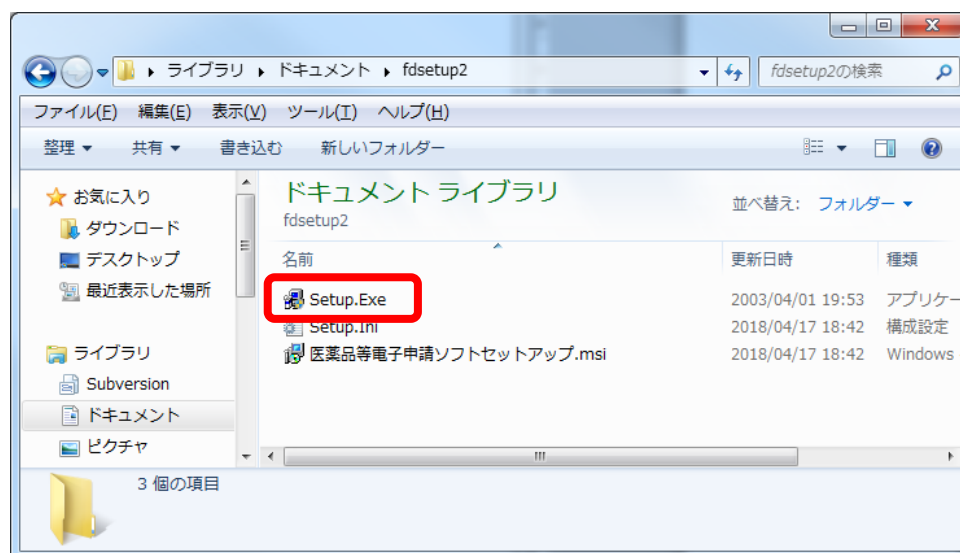 ライブラリ ドキュメント fdsetup2 fdsetup2の検索
ファイル(F) 編集(E) 表示(V) ツール(T) ヘルプ(H)
整理 共有 書き込む 新しいフォルダー
お気に入り
ダウンロード
デスクトップ
最近表示した場所
ライブラリ
Subversion
ドキュメント
ピクチャ
ドキュメント ライブラリ
fdsetup2
並べ替え: フォルダー
名前 更新日時 種類
Setup.Exe 2003/04/01 19:53 アプリケー
Setup.Ini 2018/04/17 18:42 構成設定
医薬品等電子申請ソフトセットアップ.msi 2018/04/17 18:42 Windows
3 個の項目